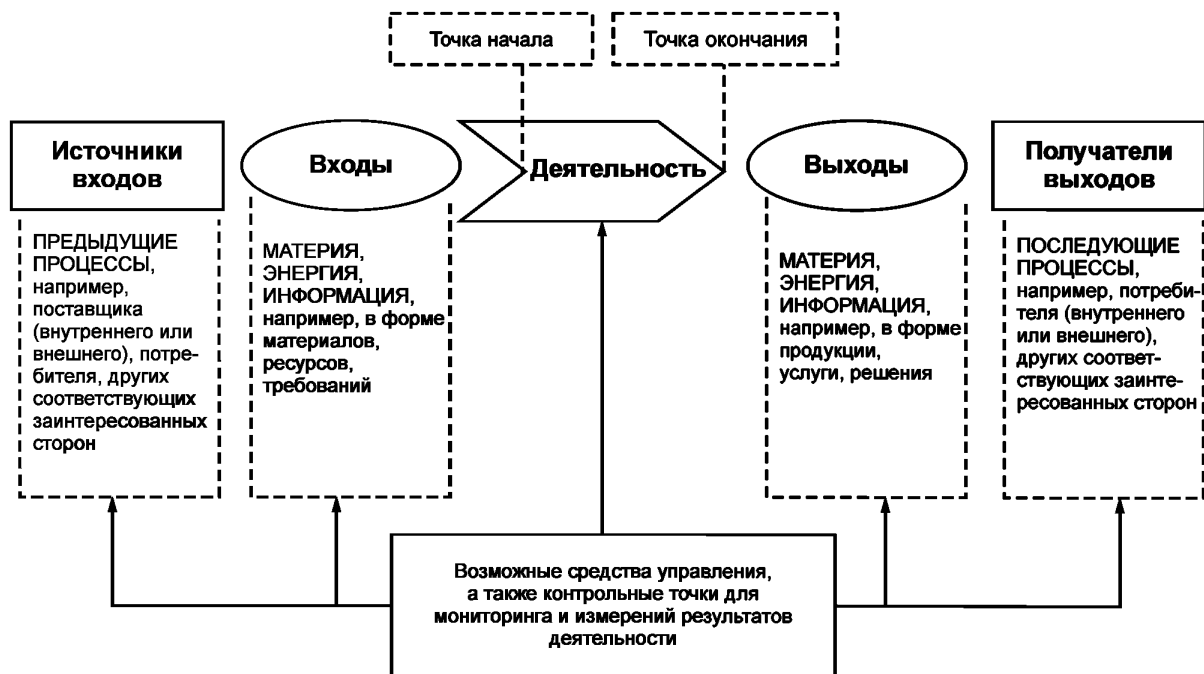 Точка начала
Точка окончания
Источники
входов
Входы
Деятельность
Выходы
Получатели
выходов
ПРЕДЫДУЩИЕ
ПРОЦЕССЫ,
например,
поставщика
(внутреннего или
внешнего), потре-
бителя, других
соответствующих
заинтересованных
сторон
МАТЕРИЯ,
ЭНЕРГИЯ,
ИНФОРМАЦИЯ,
например, в форме
материалов,
ресурсов,
требований
МАТЕРИЯ,
ЭНЕРГИЯ,
ИНФОРМАЦИЯ,
например, в форме
продукции,
услуги, решения
ПОСЛЕДУЮЩИЕ
ПРОЦЕССЫ,
например, потреби-
теля (внутреннего
или внешнего),
других соответ-
ствующих заинте-
ресованных сторон
Возможные средства управления,
а также контрольные точки для
мониторинга и измерений результатов
деятельности